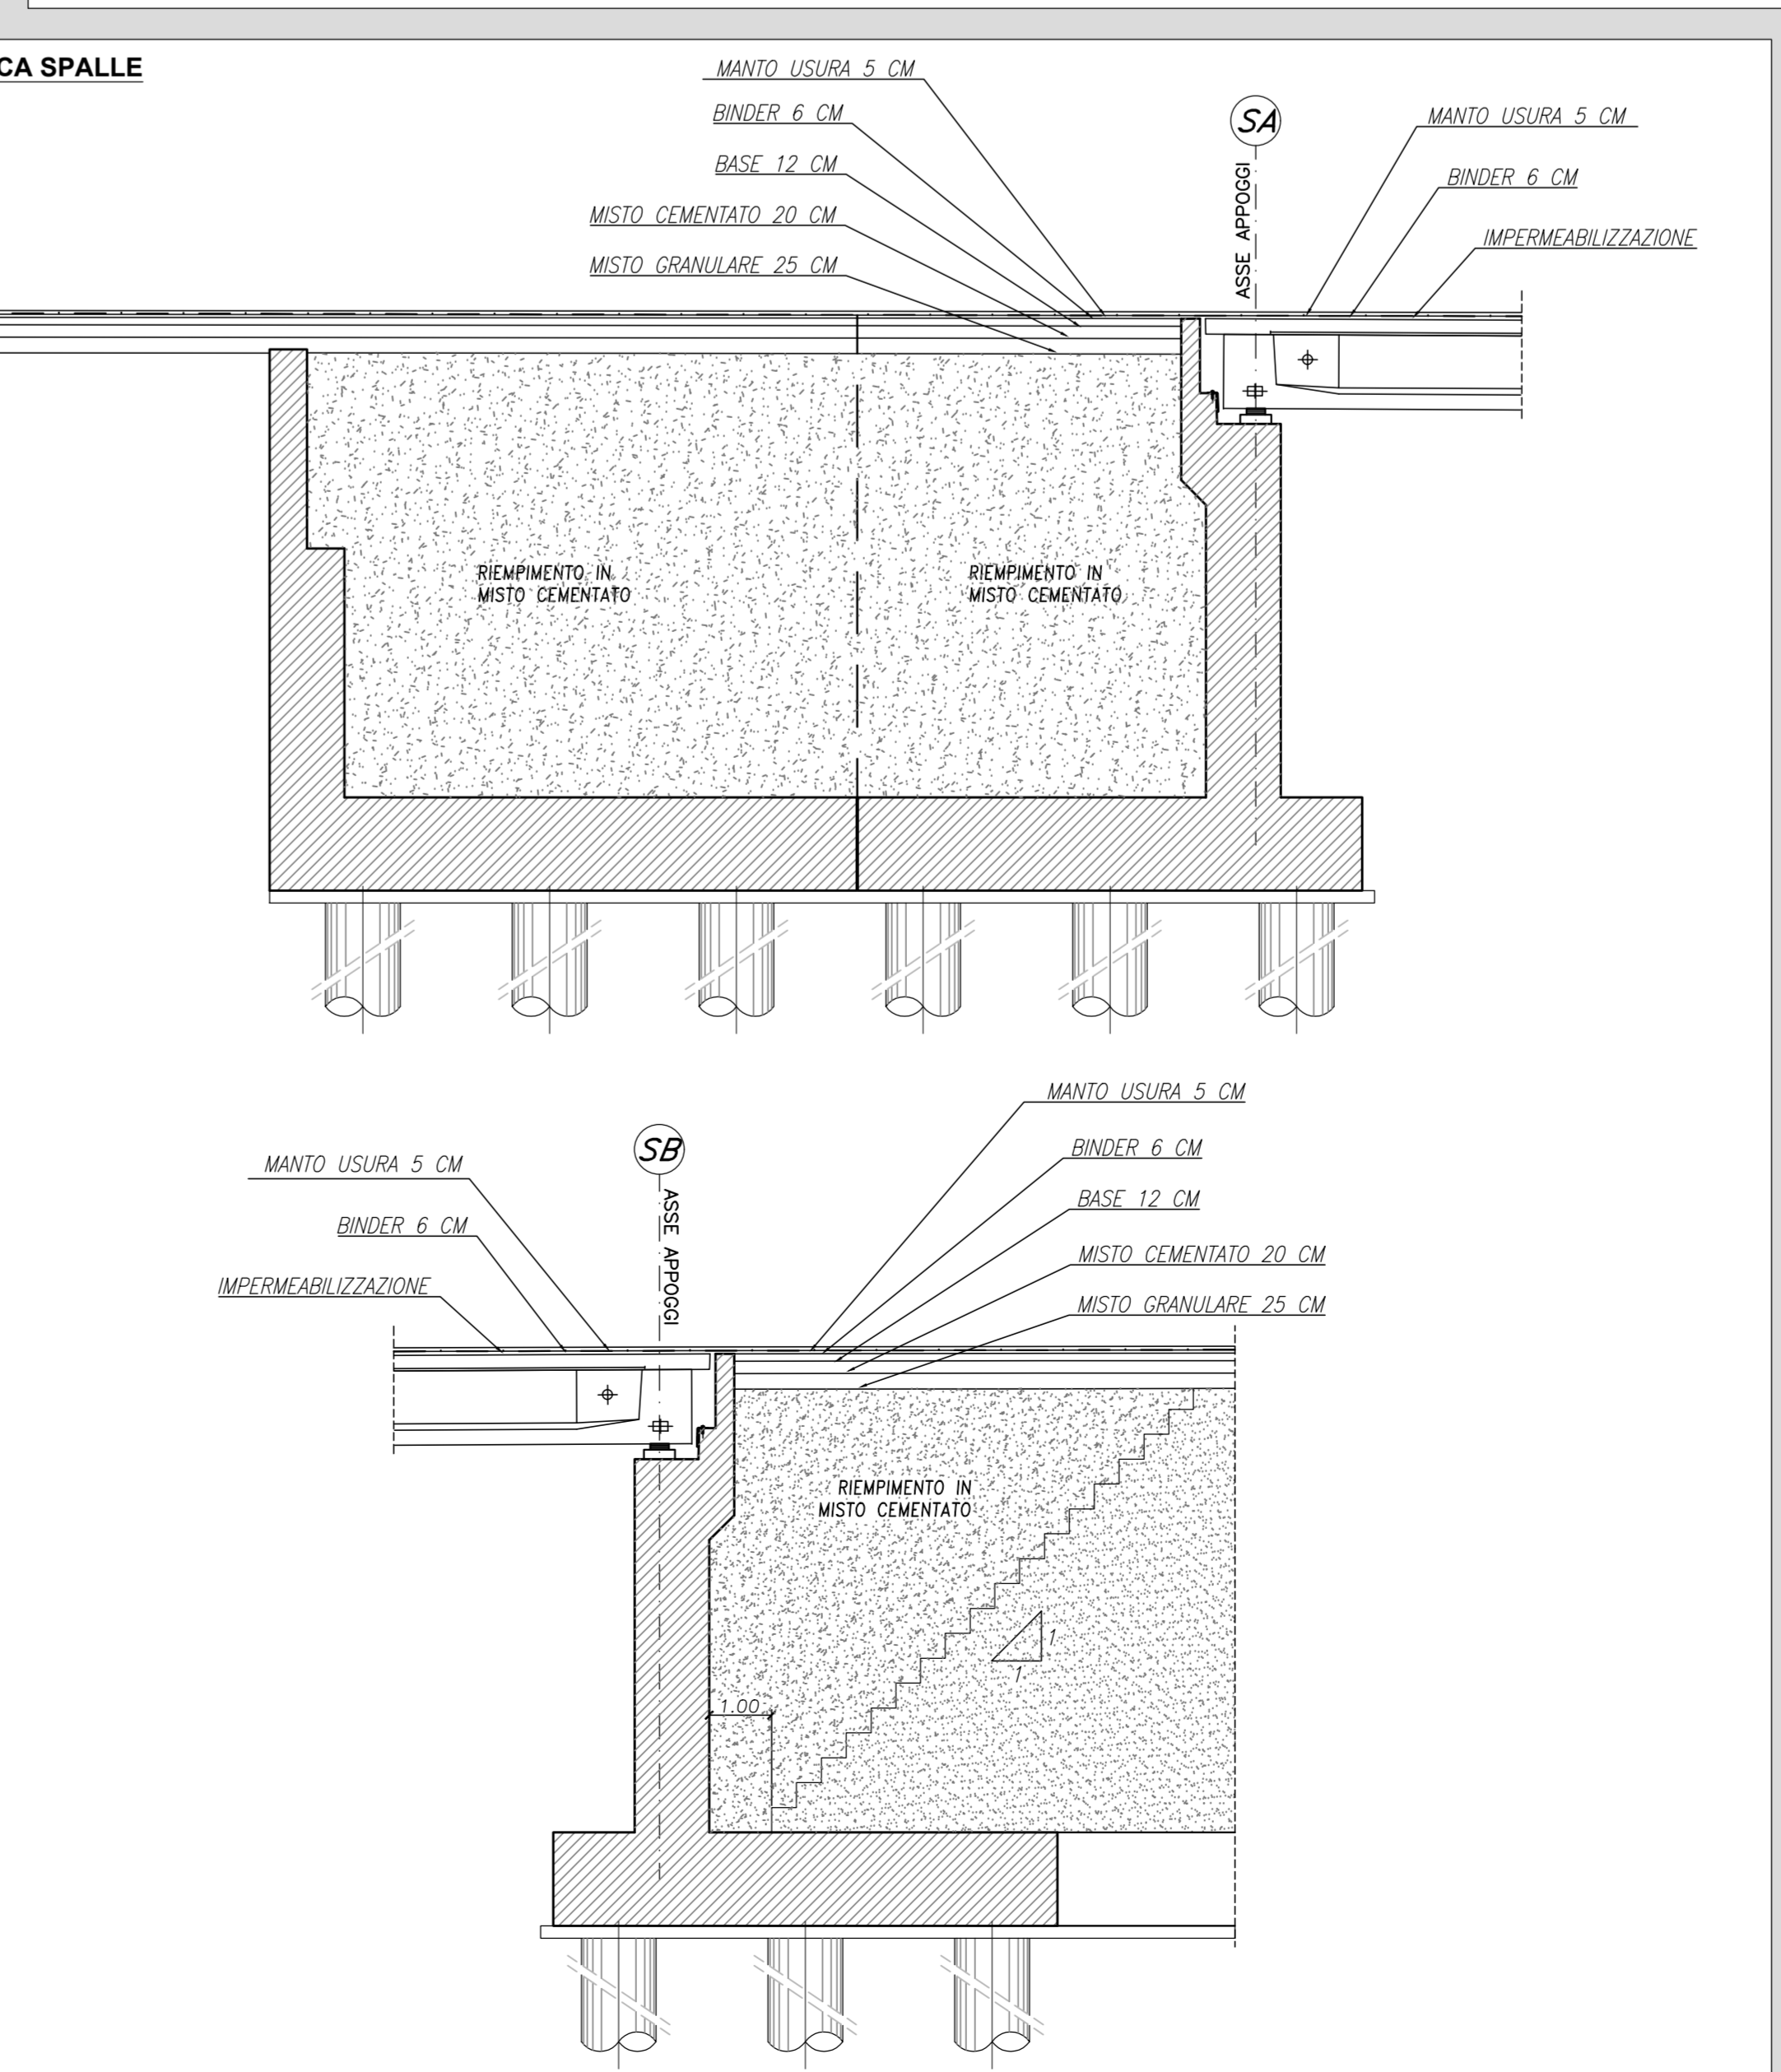 CA SPALLE
MANTO USURA 5 CM
BINDER 6 CM
BASE 12 CM
MISTO CEMENTATO 20 CM
MISTO GRANULARE 25 CM
SA
ASSE APPOGGI
MANTO USURA 5 CM
BINDER 6 CM
IMPERMEABILIZZAZIONE
RIEMPIMENTO IN
MISTO CEMENTATO
RIEMPIMENTO IN
MISTO CEMENTATO
MANTO USURA 5 CM
BINDER 6 CM
IMPERMEABILIZZAZIONE
SB
ASSE APPOGGI
MANTO USURA 5 CM
BINDER 6 CM
BASE 12 CM
MISTO CEMENTATO 20 CM
MISTO GRANULARE 25 CM
RIEMPIMENTO IN
MISTO CEMENTATO
1
1
1.00